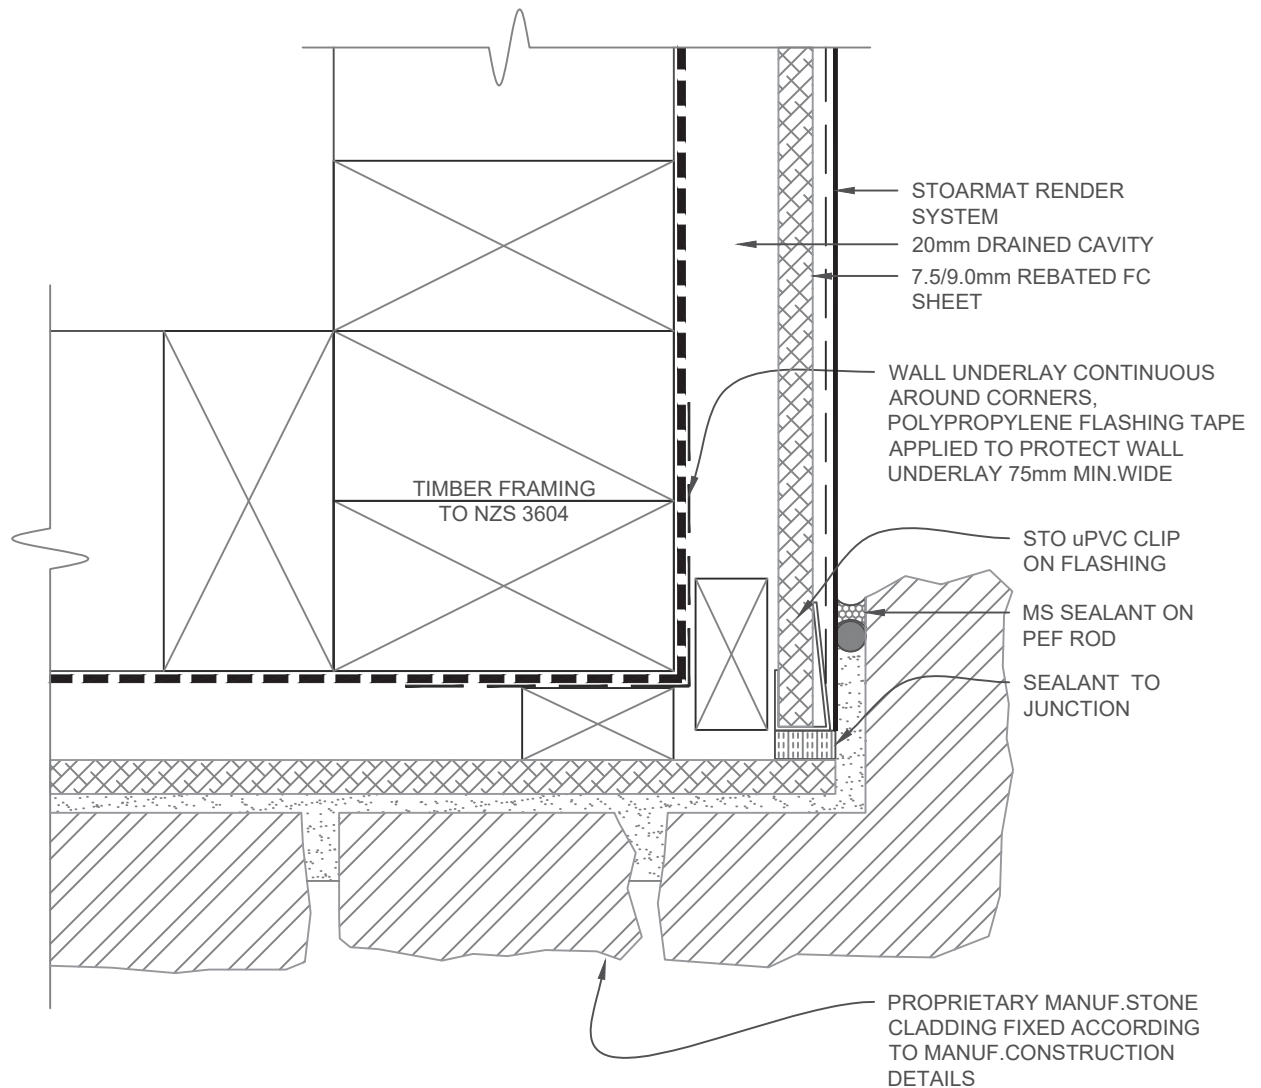 STOARMAT RENDER
SYSTEM
20mm DRAINED CAVITY
7.5/9.0mm REBATED FC
SHEET
WALL UNDERLAY CONTINUOUS
AROUND CORNERS,
POLYPROPYLENE FLASHING TAPE
APPLIED TO PROTECT WALL
UNDERLAY 75mm MIN.WIDE
TIMBER FRAMING
TO NZS 3604
STO uPVC CLIP
ON FLASHING
MS SEALANT ON
PEF ROD
SEALANT TO
JUNCTION
PROPRIETARY MANUF.STONE
CLADDING FIXED ACCORDING
TO MANUF.CONSTRUCTION
DETAILS